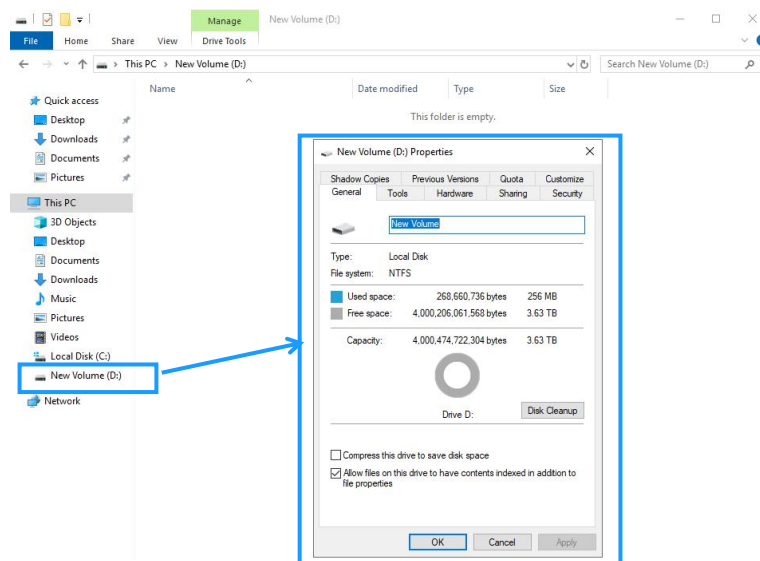 Manage
New Volume (D:)
File
Home
Share
View
Drive Tools
This PC
New Volume (D:)
Search New Volume (D:)
Name
Date modified
Type
Size
This folder is empty.
Quick access
Desktop
Downloads
Documents
Pictures
This PC
3D Objects
Desktop
Documents
Downloads
Music
Pictures
Videos
Local Disk (C:)
New Volume (D:)
Network
New Volume (D:) Properties
Shadow Copies
Previous Versions
Quota
Customize
General
Tools
Hardware
Sharing
Security
New Volume
Type: Local Disk
File system: NTFS
Used space: 268,660,736 bytes 256 MB
Free space: 4,000,206,061,568 bytes 3.63 TB
Capacity: 4,000,474,722,304 bytes 3.63 TB
Drive D:
Disk Cleanup
Compress this drive to save disk space
Allow files on this drive to have contents indexed in addition to
file properties
OK
Cancel
Apply